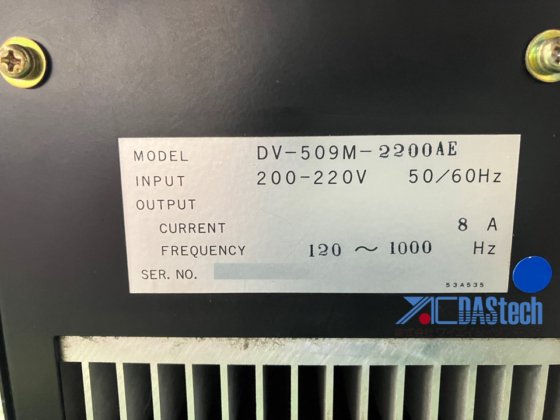 MODEL DV-509M-2200AE
INPUT 200-220V 50/60Hz
OUTPUT
CURRENT 8 A
FREQUENCY 120 ~ 1000 Hz
SER. NO.
53A535
DAStech